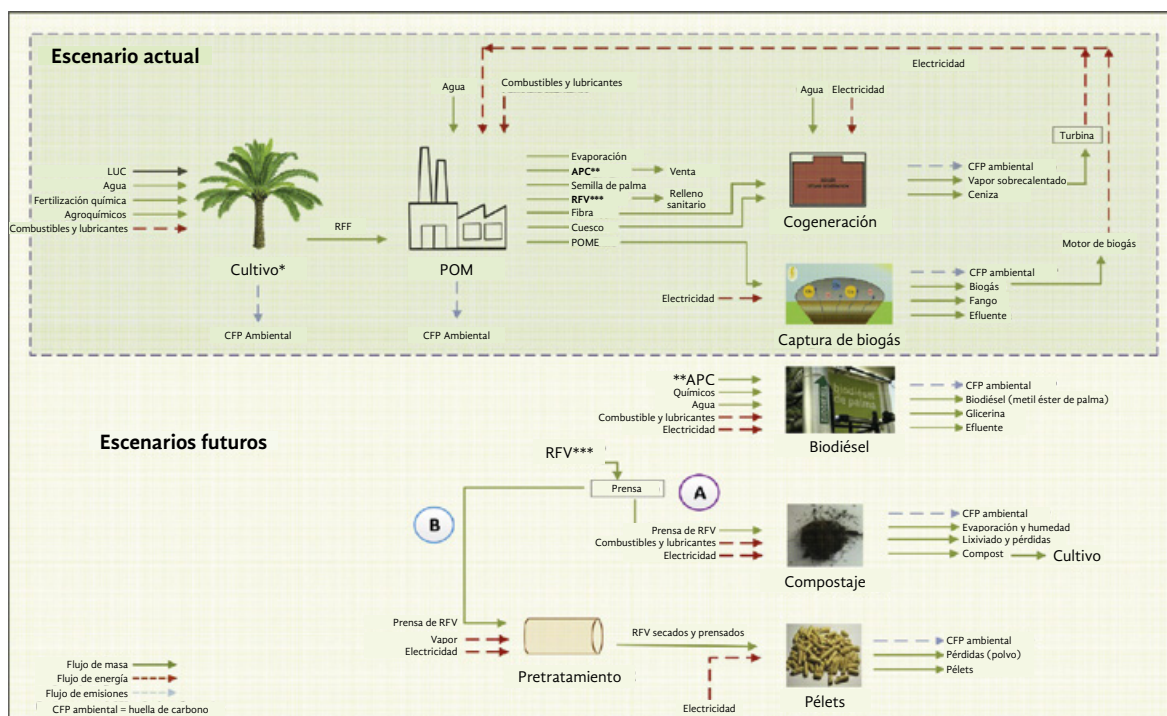 Escenario actual
Electricidad
Agua
Combustibles y lubricantes
Agua
Electricidad
Turbina
LUC
Agua
Fertilización química
Agroquímicos
Combustibles y lubricantes
RFF
Cultivo*
CFP Ambiental
POM
CFP Ambiental
Evaporación
APC**
Venta
Semilla de palma
RFV***
Relleno
sanitario
Fibra
Cuesco
POME
Cogeneración
CFP ambiental
Vapor sobrecalentado
Ceniza
Motor de biogás
Electricidad
Captura de biogás
CFP ambiental
Biogás
Fango
Efluente
Escenarios futuros
**APC
Químicos
Agua
Combustible y lubricantes
Electricidad
Biodiésel
CFP ambiental
Biodiésel (metil éster de palma)
Glicerina
Efluente
RFV***
Prensa
A
B
Prensa de RFV
Combustibles y lubricantes
Electricidad
Compostaje
CFP ambiental
Evaporación y humedad
Lixiviado y pérdidas
Compost
Cultivo
Prensa de RFV
Vapor
Electricidad
Pretratamiento
RFV secados y prensados
Electricidad
Pélets
CFP ambiental
Pérdidas (polvo)
Pélets
Flujo de masa
Flujo de energía
Flujo de emisiones
CFP ambiental = huella de carbono